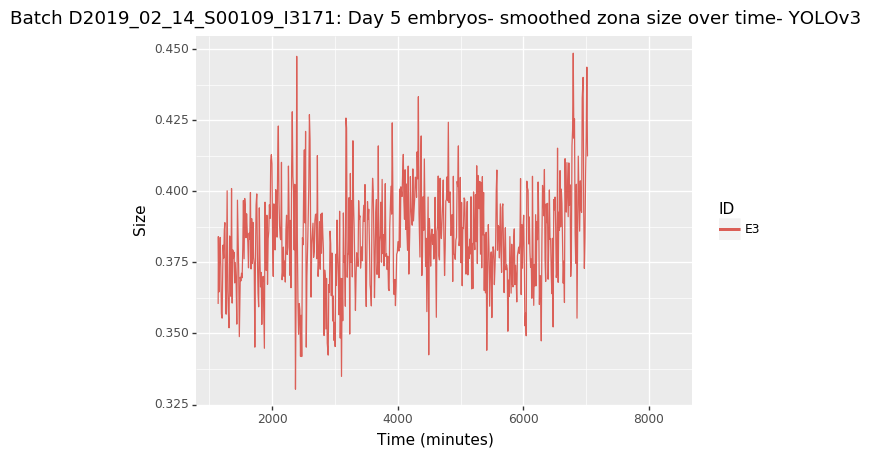 Batch D2019_02_14_S00109_I3171: Day 5 embryos- smoothed zona size over time- YOLOv3
0.450
0.425
0.400
0.375
0.350
0.325
Size
2000 4000 6000 8000
Time (minutes)
ID
E3